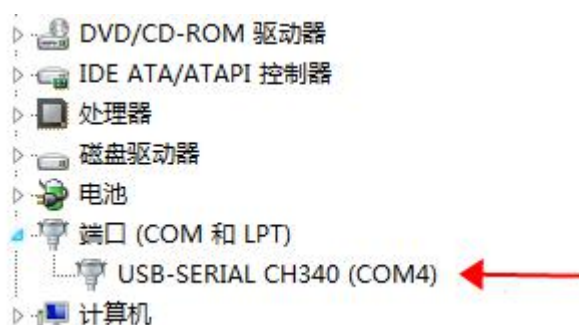 DVD/CD-ROM 驱动器
IDE ATA/ATAPI 控制器
处理器
磁盘驱动器
电池
端口 (COM 和 LPT)
USB-SERIAL CH340 (COM4)
计算机